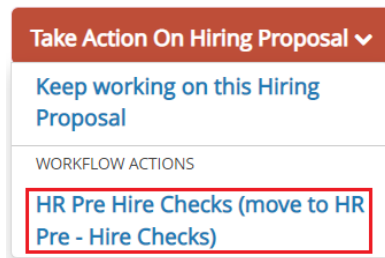 Take Action On Hiring Proposal
Keep working on this Hiring
Proposal
WORKFLOW ACTIONS
HR Pre Hire Checks (move to HR
Pre - Hire Checks)